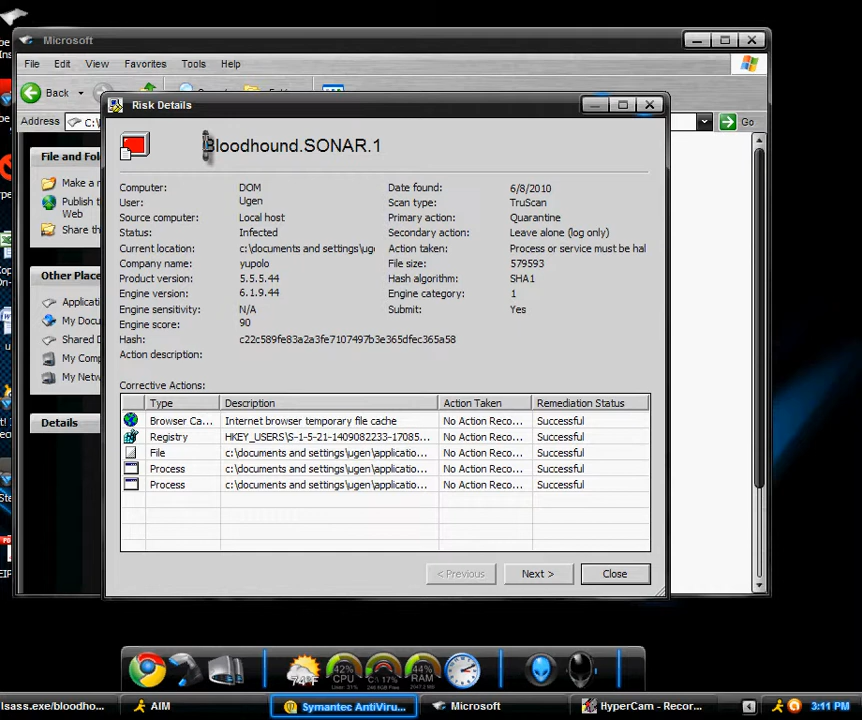 Microsoft
File Edit View Favorites Tools Help
Back
Risk Details
Address C:\
Go
Bloodhound.SONAR.1
File and Fol
Make a n
Publish t
Web
Share th
Other Place
Applicati
My Docu
Shared D
My Comp
My Netw
Details
Computer: DOM Date found: 6/8/2010
User: Ugen Scan type: TruScan
Source computer: Local host Primary action: Quarantine
Status: Infected Secondary action: Leave alone (log only)
Current location: c:\documents and settings\uge Action taken: Process or service must be hal
Company name: yupolo File size: 579593
Product version: 5.5.5.44 Hash algorithm: SHA1
Engine version: 6.1.9.44 Engine category: 1
Engine sensitivity: N/A Submit: Yes
Engine score: 90
Hash: c22c589fe83a2a3fe7107497b3e365dfec365a58
Action description:
Corrective Actions:
Type Description Action Taken Remediation Status
Browser Ca... Internet browser temporary file cache No Action Reco... Successful
Registry HKEY_USERS\S-1-5-21-1409082233-17085... No Action Reco... Successful
File c:\documents and settings\ugen\applicatio... No Action Reco... Successful
Process c:\documents and settings\ugen\applicatio... No Action Reco... Successful
Process c:\documents and settings\ugen\applicatio... No Action Reco... Successful
< Previous Next > Close
74°
42% CPU
C: 17%
44% RAM
lsass.exe/bloodho... AIM Symantec AntiViru... Microsoft HyperCam - Recor... 3:11 PM